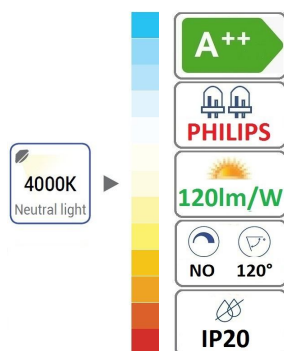 A++
PHILIPS
4000K
Neutral light
120lm/W
NO 120°
IP20